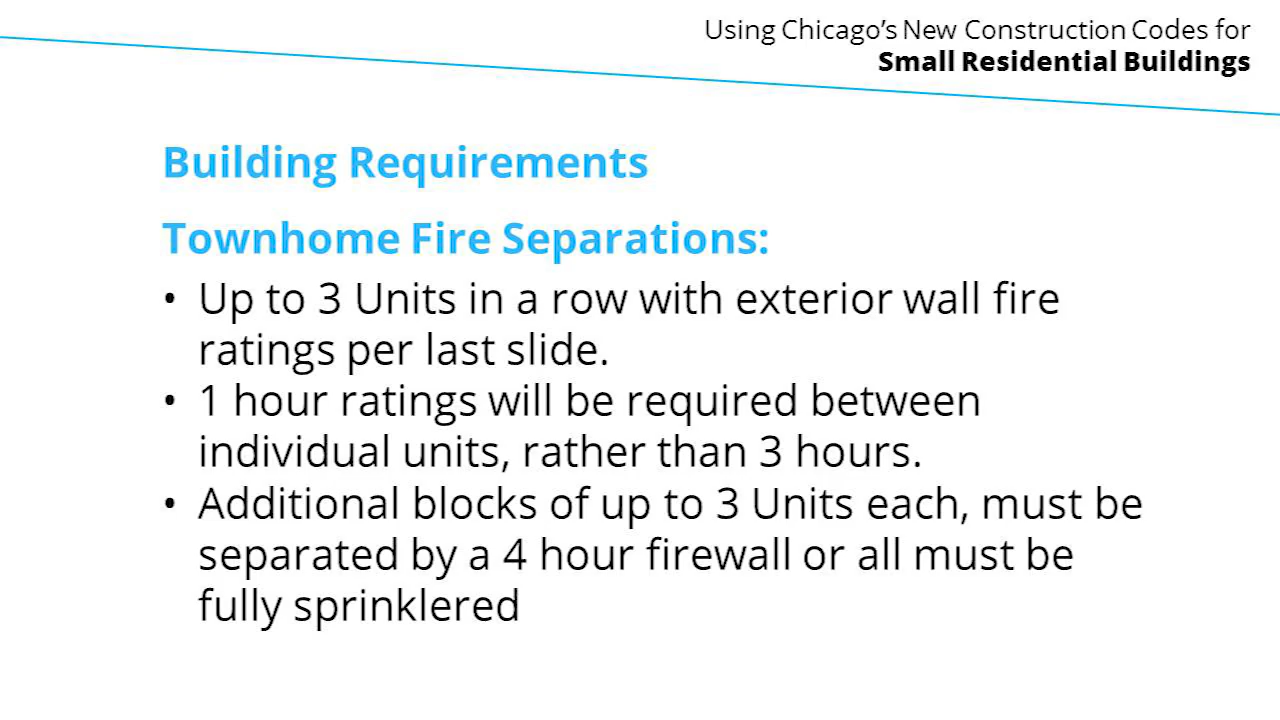 Using Chicago’s New Construction Codes for
Small Residential Buildings
Building Requirements
Townhome Fire Separations:
• Up to 3 Units in a row with exterior wall fire
ratings per last slide.
• 1 hour ratings will be required between
individual units, rather than 3 hours.
• Additional blocks of up to 3 Units each, must be
separated by a 4 hour firewall or all must be
fully sprinklered